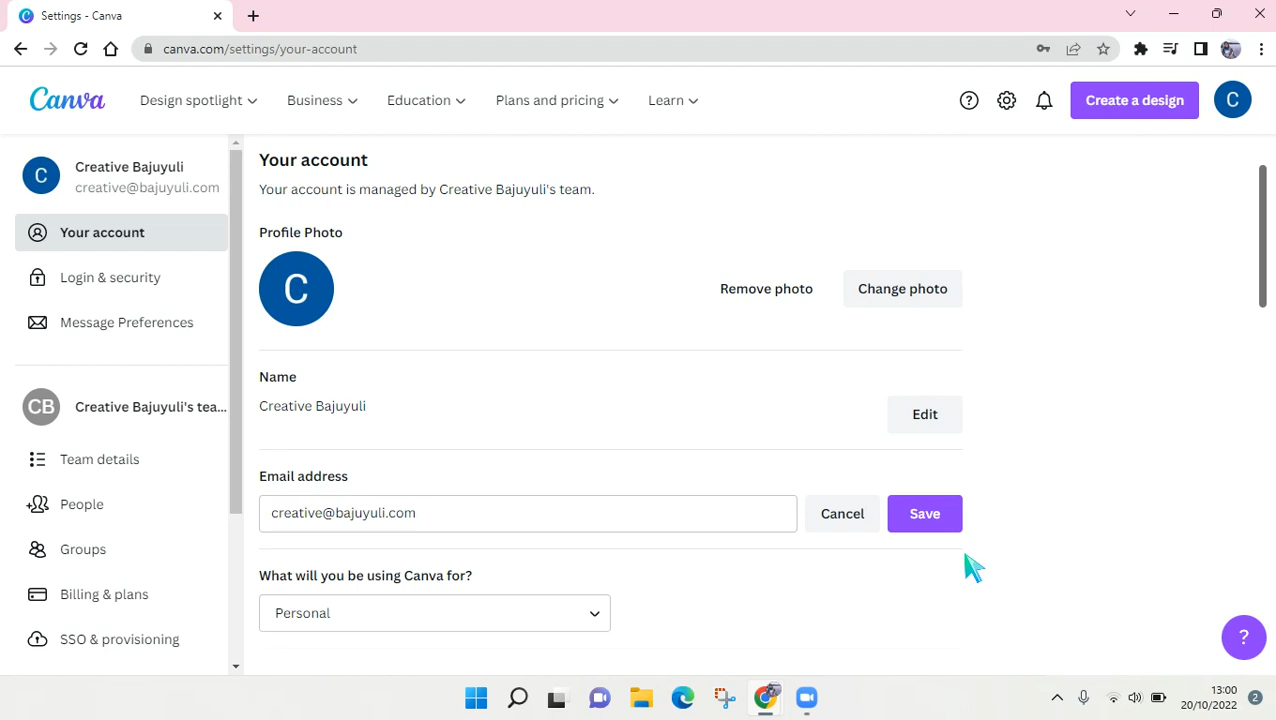 Settings - Canva
canva.com/settings/your-account
Canva
Design spotlight
Business
Education
Plans and pricing
Learn
Create a design
C
C
Creative Bajuyuli
creative@bajuyuli.com
Your account
Login & security
Message Preferences
CB
Creative Bajuyuli's tea...
Team details
People
Groups
Billing & plans
SSO & provisioning
Your account
Your account is managed by Creative Bajuyuli's team.
Profile Photo
C
Remove photo
Change photo
Name
Creative Bajuyuli
Edit
Email address
creative@bajuyuli.com
Cancel
Save
What will you be using Canva for?
Personal
?
13:00
20/10/2022
2